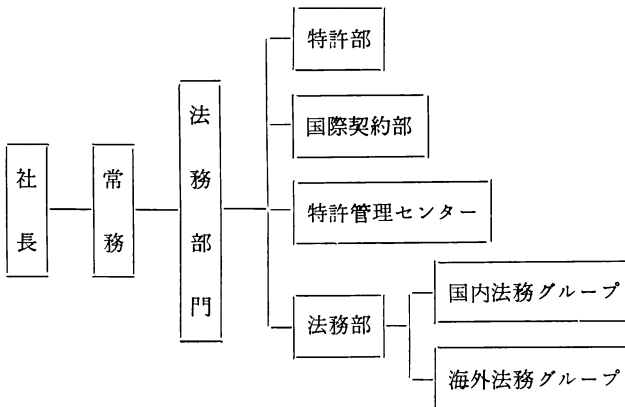 社長
常務
法務部門
特許部
国際契約部
特許管理センター
法務部
国内法務グループ
海外法務グループ